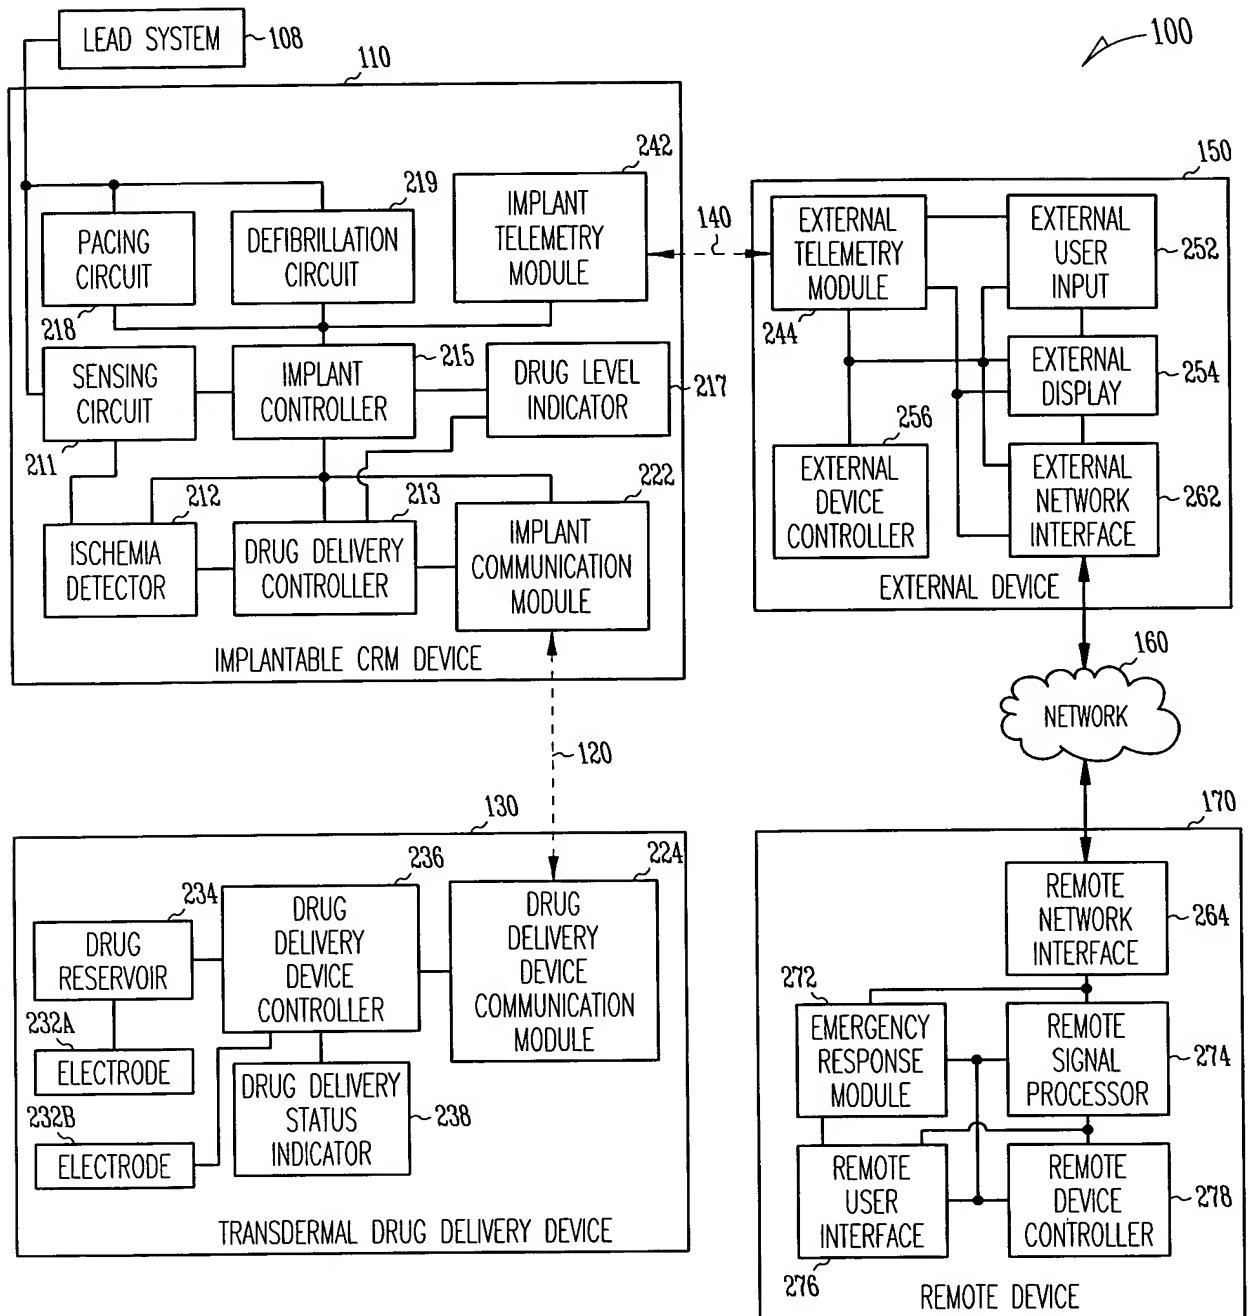 LEAD SYSTEM
108
100
110
242
219
IMPLANT
TELEMETRY
MODULE
PACING
CIRCUIT
DEFIBRILLATION
CIRCUIT
218
215
SENSING
CIRCUIT
IMPLANT
CONTROLLER
DRUG LEVEL
INDICATOR
217
211
212
213
222
ISCHEMIA
DETECTOR
DRUG DELIVERY
CONTROLLER
IMPLANT
COMMUNICATION
MODULE
IMPLANTABLE CRM DEVICE
140
150
EXTERNAL
TELEMETRY
MODULE
244
EXTERNAL
USER
INPUT
252
EXTERNAL
DISPLAY
254
256
EXTERNAL
DEVICE
CONTROLLER
EXTERNAL
NETWORK
INTERFACE
262
EXTERNAL DEVICE
160
NETWORK
120
130
236
224
234
DRUG
RESERVOIR
DRUG
DELIVERY
DEVICE
CONTROLLER
DRUG
DELIVERY
DEVICE
COMMUNICATION
MODULE
232A
ELECTRODE
232B
ELECTRODE
DRUG DELIVERY
STATUS
INDICATOR
238
TRANSDERMAL DRUG DELIVERY DEVICE
170
REMOTE
NETWORK
INTERFACE
264
272
EMERGENCY
RESPONSE
MODULE
REMOTE
SIGNAL
PROCESSOR
274
REMOTE
USER
INTERFACE
276
REMOTE
DEVICE
CONTROLLER
278
REMOTE DEVICE